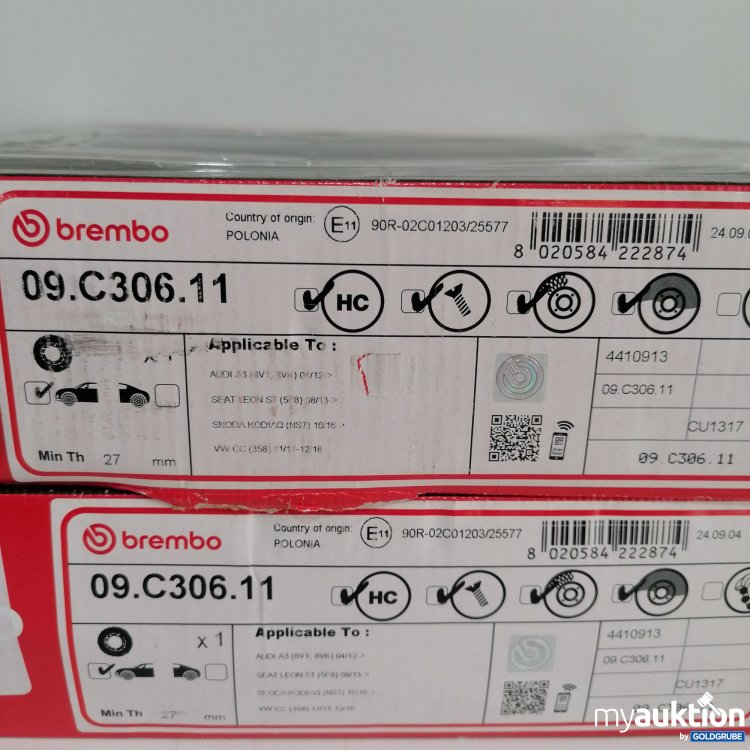 brembo
Country of origin:
POLONIA
E11
90R-02C01203/25577
8 020584 222874
24.09.0
09.C306.11
HC
Applicable To :
AUDI A3 (8V1, 8VK) 04/12->
SEAT LEON ST (5F8) 08/13->
SKODA KODIAQ (NS7) 10/16 ->
VW CC (358) 11/11-12/16
Min Th 27 mm
4410913
09.C306.11
CU1317
09.C306.11
brembo
Country of origin:
POLONIA
E11
90R-02C01203/25577
8 020584 222874
24.09.04
09.C306.11
HC
x 1
Applicable To :
AUDI A3 (8V1, 8VK) 04/12->
SEAT LEON ST (5F8) 08/13->
SKODA KODIAQ (NS7) 10/16 ->
VW CC (358) 11/11-12/16
Min Th 27 mm
4410913
09.C306.11
CU1317
myauktion
by GOLDGRUBE